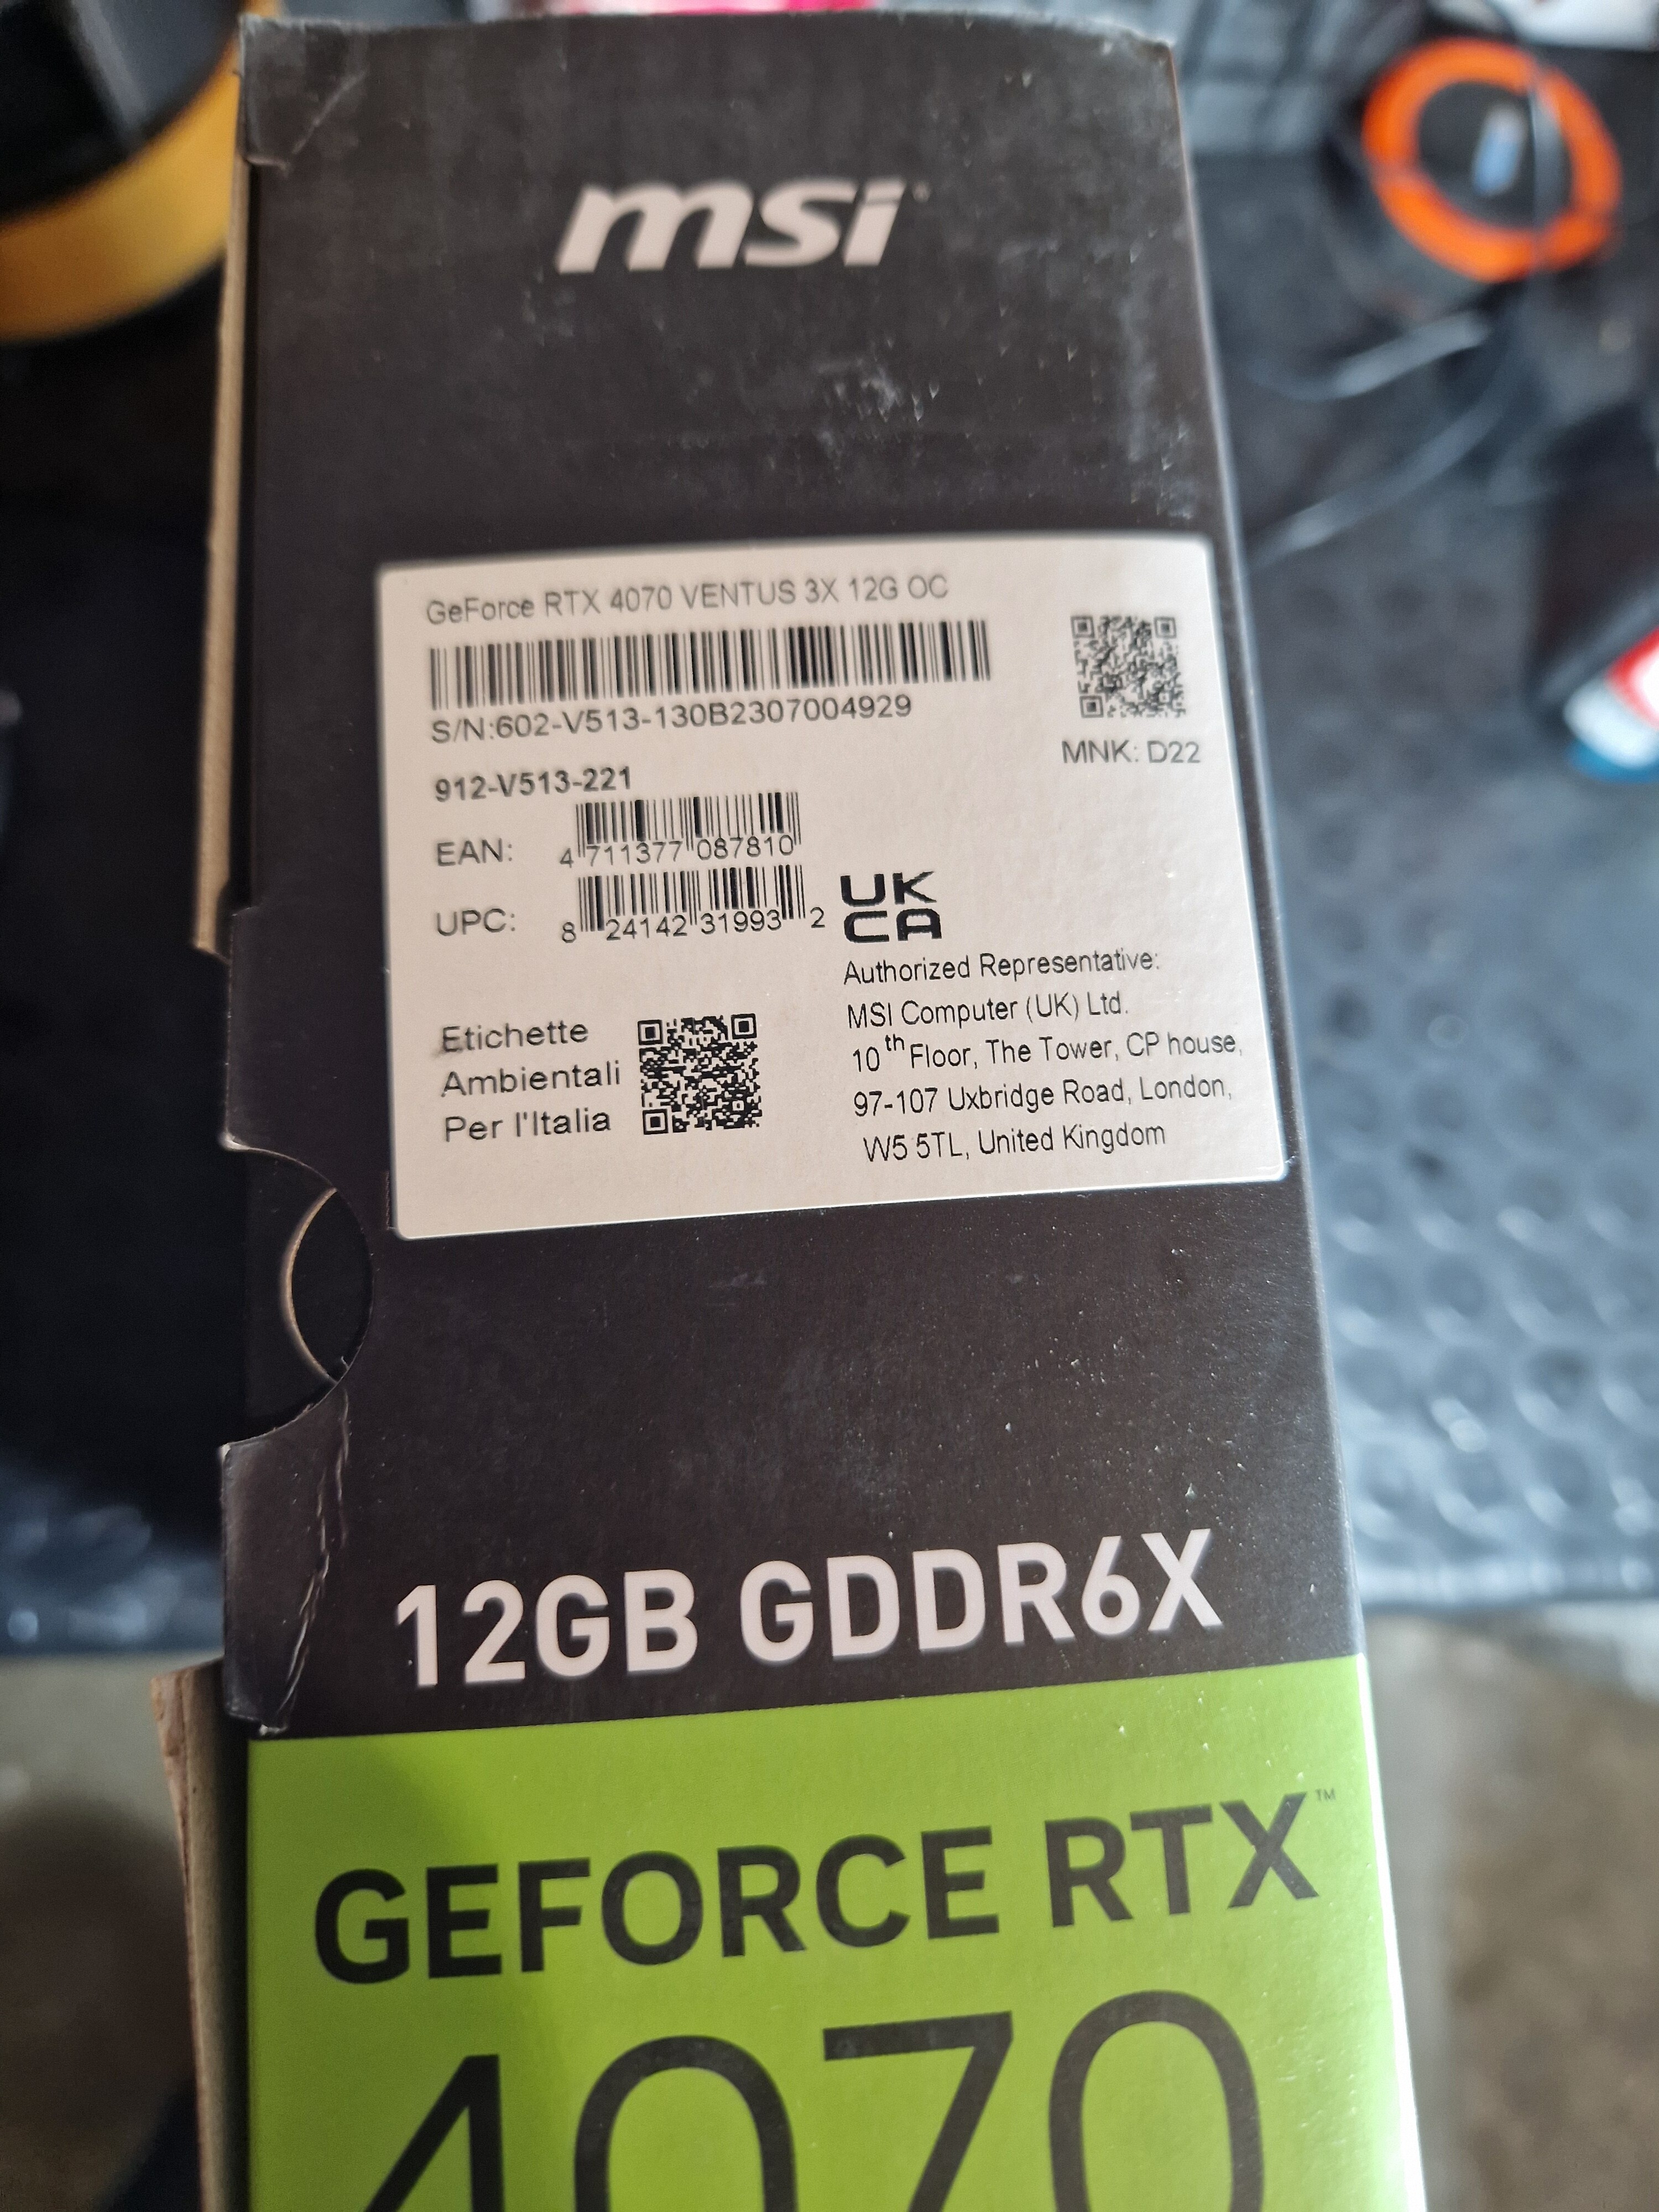 msi
GeForce RTX 4070 VENTUS 3X 12G OC
S/N:602-V513-130B2307004929
MNK: D22
912-V513-221
EAN: 4 711377 087810
UPC: 8 24142 31993 2
UK
CA
Authorized Representative:
MSI Computer (UK) Ltd.
10th Floor, The Tower, CP house,
97-107 Uxbridge Road, London,
W5 5TL, United Kingdom
Etichette
Ambientali
Per l'Italia
12GB GDDR6X
GEFORCE RTX™
4070